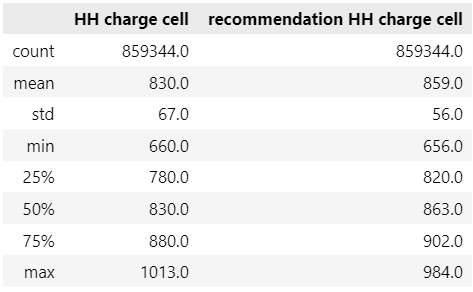 HH charge cell recommendation HH charge cell
count 859344.0 859344.0
mean 830.0 859.0
std 67.0 56.0
min 660.0 656.0
25% 780.0 820.0
50% 830.0 863.0
75% 880.0 902.0
max 1013.0 984.0